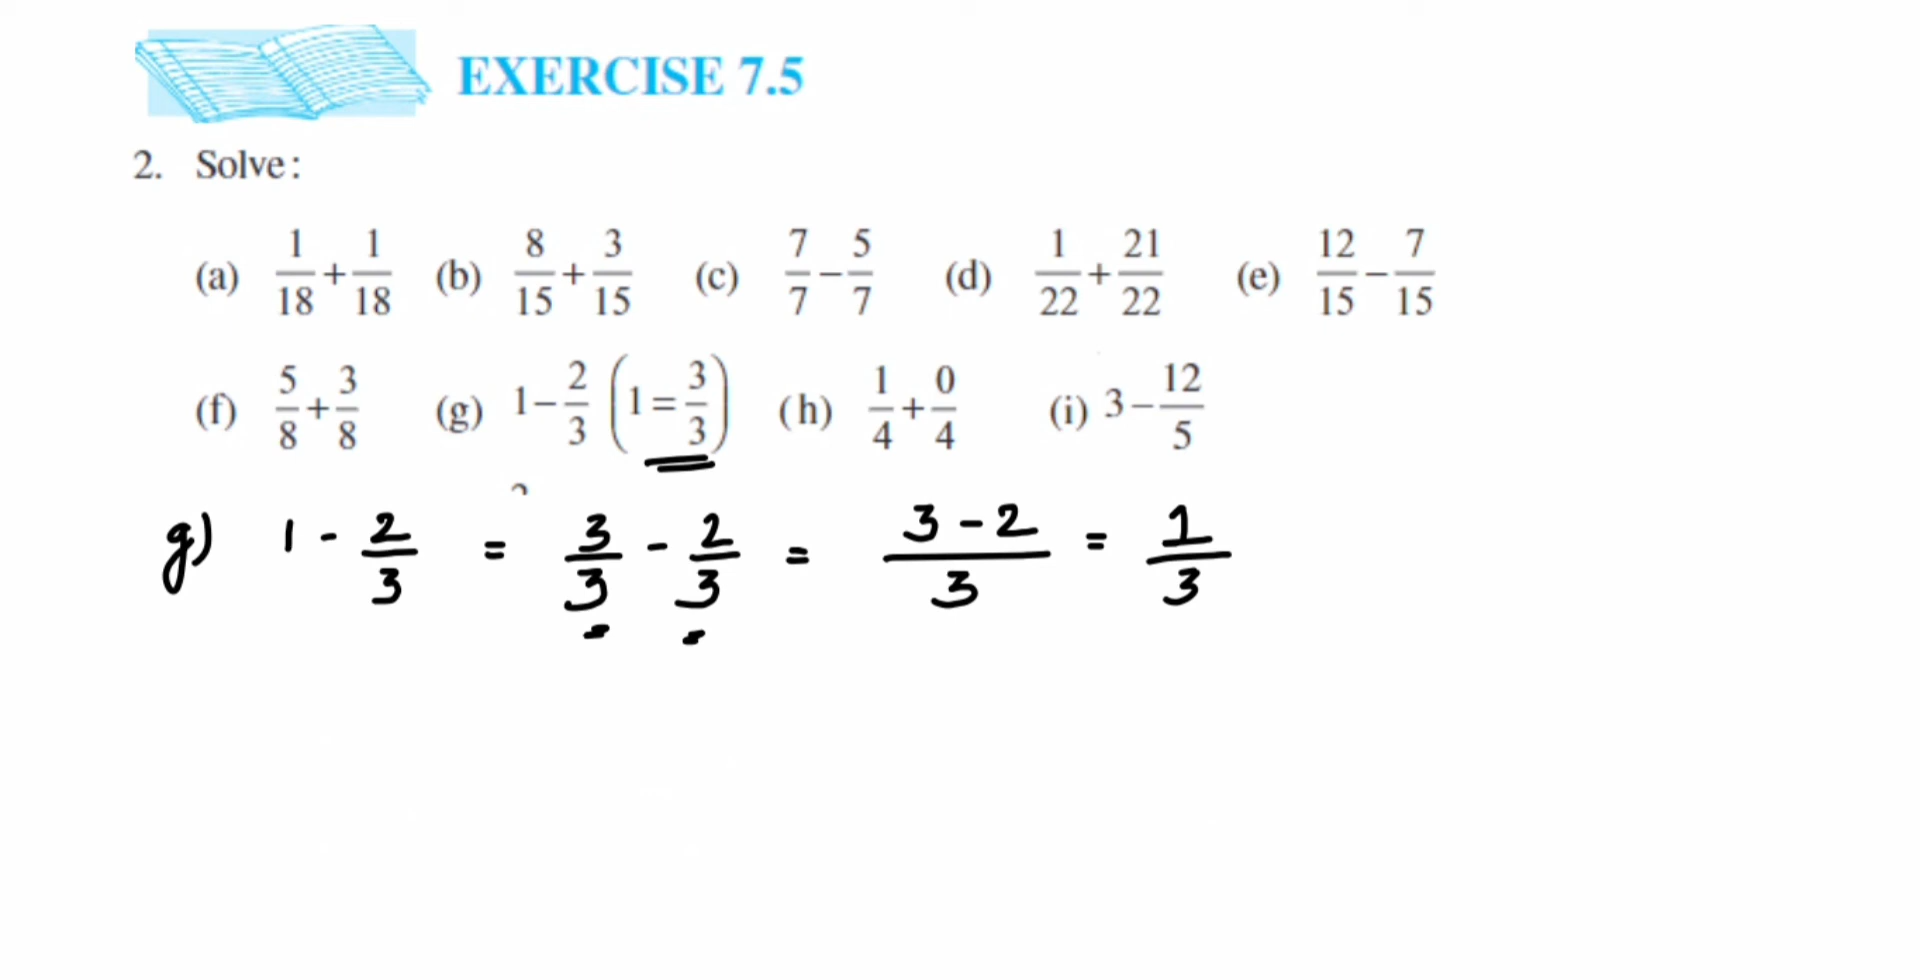 EXERCISE 7.5
2. Solve:
(a) 1/18 + 1/18 (b) 8/15 + 3/15 (c) 7/7 − 5/7 (d) 1/22 + 21/22 (e) 12/15 − 7/15
(f) 5/8 + 3/8 (g) 1 − 2/3 (1 = 3/3) (h) 1/4 + 0/4 (i) 3 − 12/5
g) 1 - 2/3 = 3/3 - 2/3 = 3-2/3 = 1/3